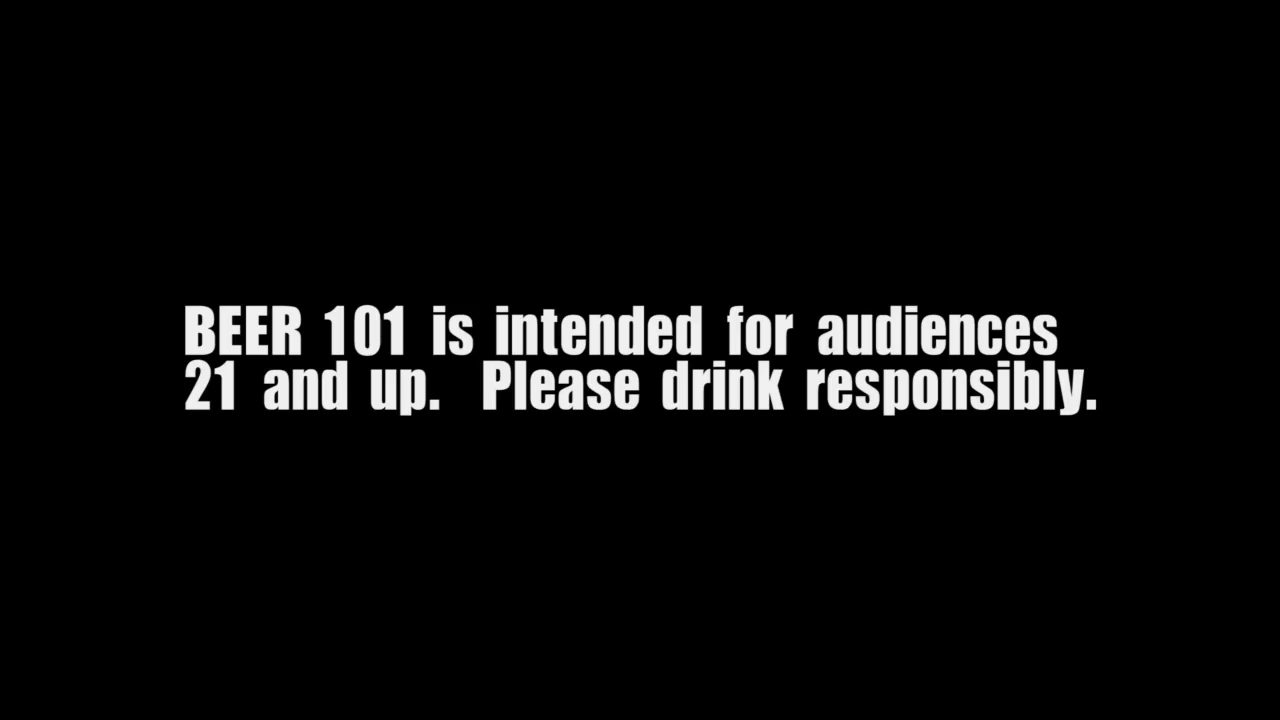 BEER 101 is intended for audiences
21 and up. Please drink responsibly.